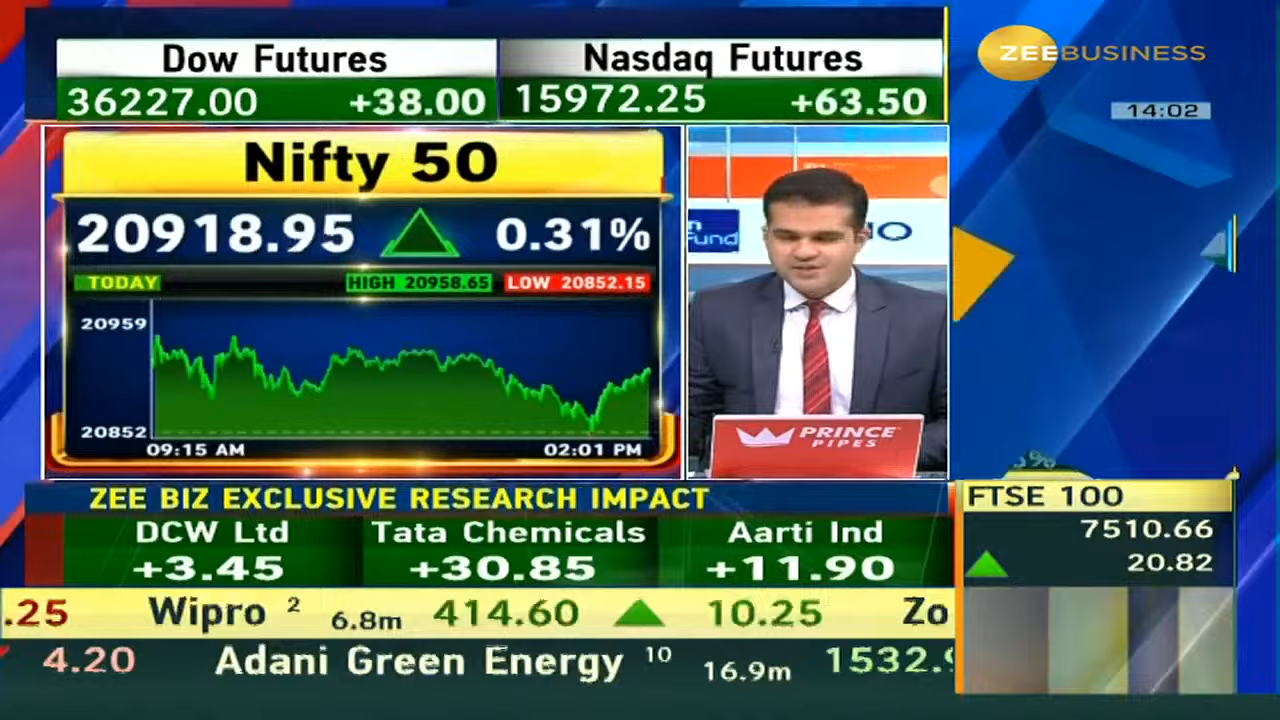 Dow Futures
36227.00 +38.00
Nasdaq Futures
15972.25 +63.50
ZEEBUSINESS
14:02
Nifty 50
20918.95 0.31%
TODAY HIGH 20958.65 LOW 20852.15
20959
20852
09:15 AM 02:01 PM
Fund
PRINCE
PIPES
ZEE BIZ EXCLUSIVE RESEARCH IMPACT
DCW Ltd Tata Chemicals Aarti Ind
+3.45 +30.85 +11.90
FTSE 100
7510.66
20.82
.25 Wipro 2 6.8m 414.60 10.25 Zo
4.20 Adani Green Energy 10 16.9m 1532.9